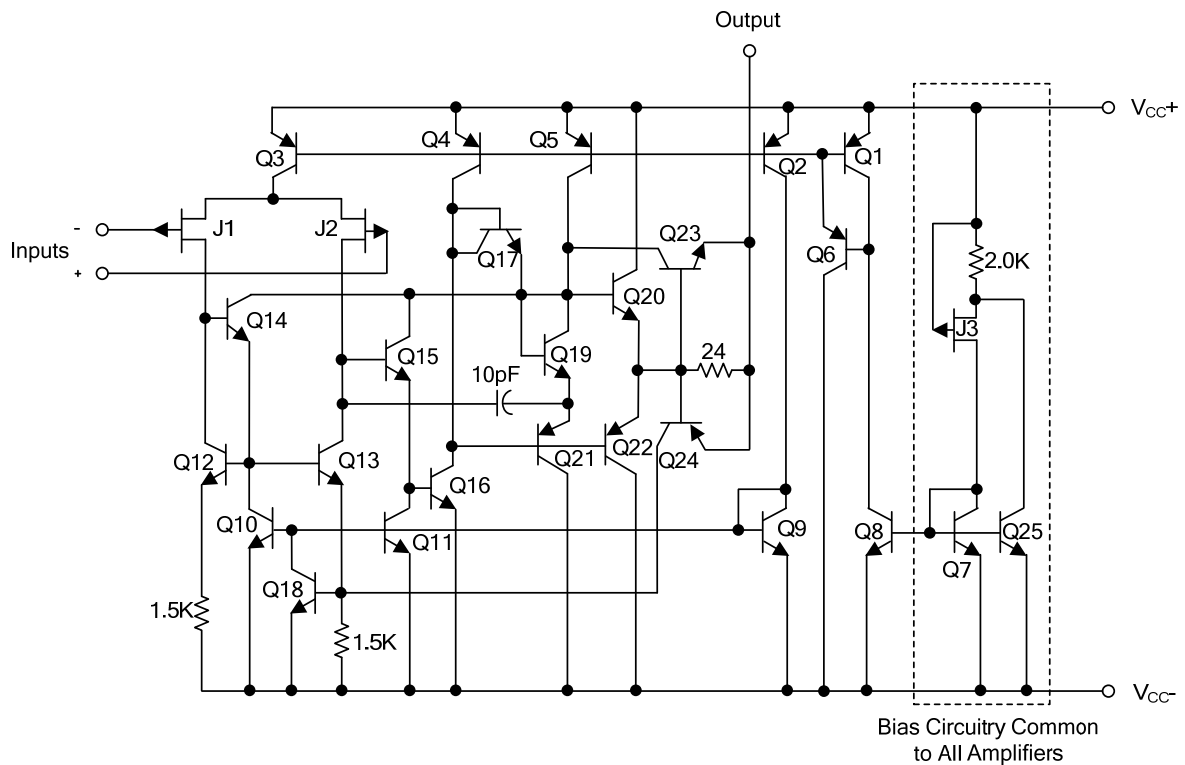 Output
V_CC+
Q3
Q4
Q5
Q2
Q1
-
J1
J2
Inputs
+
Q17
Q23
Q6
2.0K
Q14
Q20
J3
Q15
Q19
24
10pF
Q12
Q13
Q16
Q21
Q22
Q24
Q10
Q11
Q9
Q8
Q25
Q7
Q18
1.5K
1.5K
V_CC-
Bias Circuitry Common
to All Amplifiers